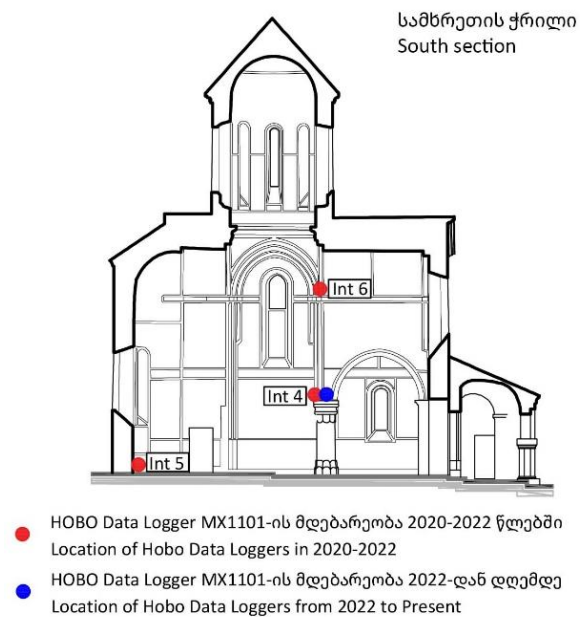 სამხრეთის ჭრილი
South section
Int 6
Int 4
Int 5
HOBO Data Logger MX1101-ის მდებარეობა 2020-2022 წლებში
Location of Hobo Data Loggers in 2020-2022
HOBO Data Logger MX1101-ის მდებარეობა 2022-დან დღემდე
Location of Hobo Data Loggers from 2022 to Present